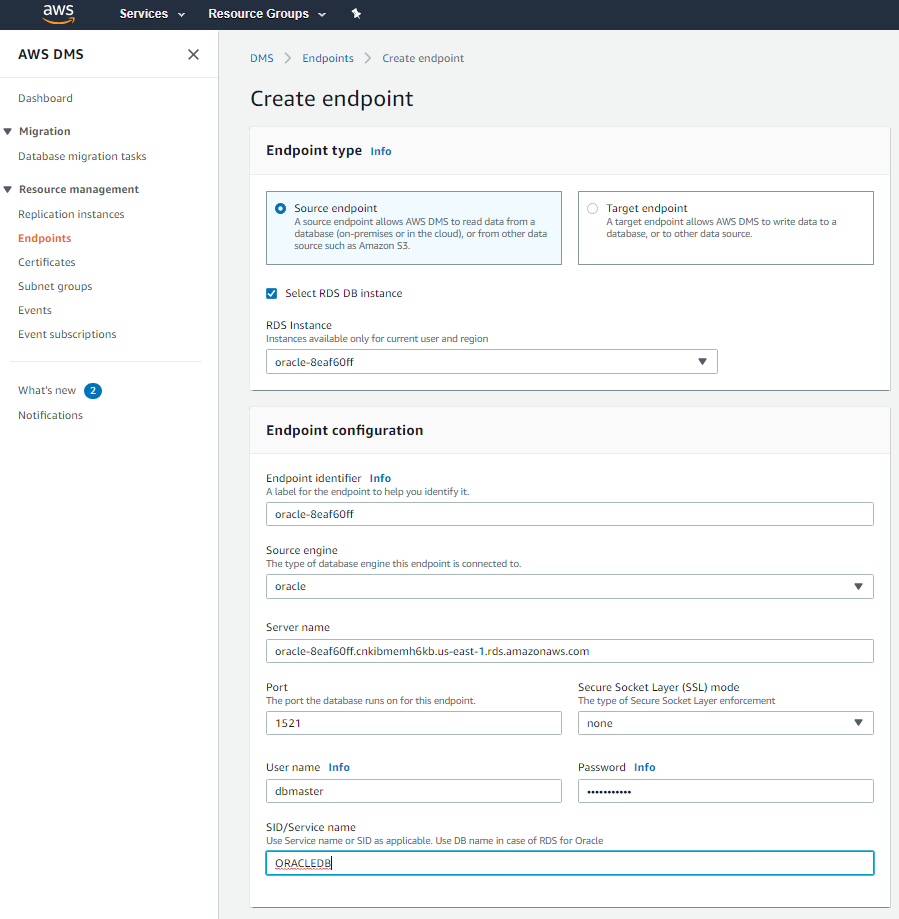 aws
Services
Resource Groups
AWS DMS
Dashboard
Migration
Database migration tasks
Resource management
Replication instances
Endpoints
Certificates
Subnet groups
Events
Event subscriptions
What's new 2
Notifications
DMS Endpoints Create endpoint
Create endpoint
Endpoint type Info
Source endpoint
A source endpoint allows AWS DMS to read data from a
database (on-premises or in the cloud), or from other data
source such as Amazon S3.
Target endpoint
A target endpoint allows AWS DMS to write data to a
database, or to other data source.
Select RDS DB instance
RDS Instance
Instances available only for current user and region
oracle-8eaf60ff
Endpoint configuration
Endpoint identifier Info
A label for the endpoint to help you identify it.
oracle-8eaf60ff
Source engine
The type of database engine this endpoint is connected to.
oracle
Server name
oracle-8eaf60ff.cnkibmemh6kb.us-east-1.rds.amazonaws.com
Port
The port the database runs on for this endpoint.
1521
Secure Socket Layer (SSL) mode
The type of Secure Socket Layer enforcement
none
User name Info
dbmaster
Password Info
•••••••••••
SID/Service name
Use Service name or SID as applicable. Use DB name in case of RDS for Oracle
ORACLEDB